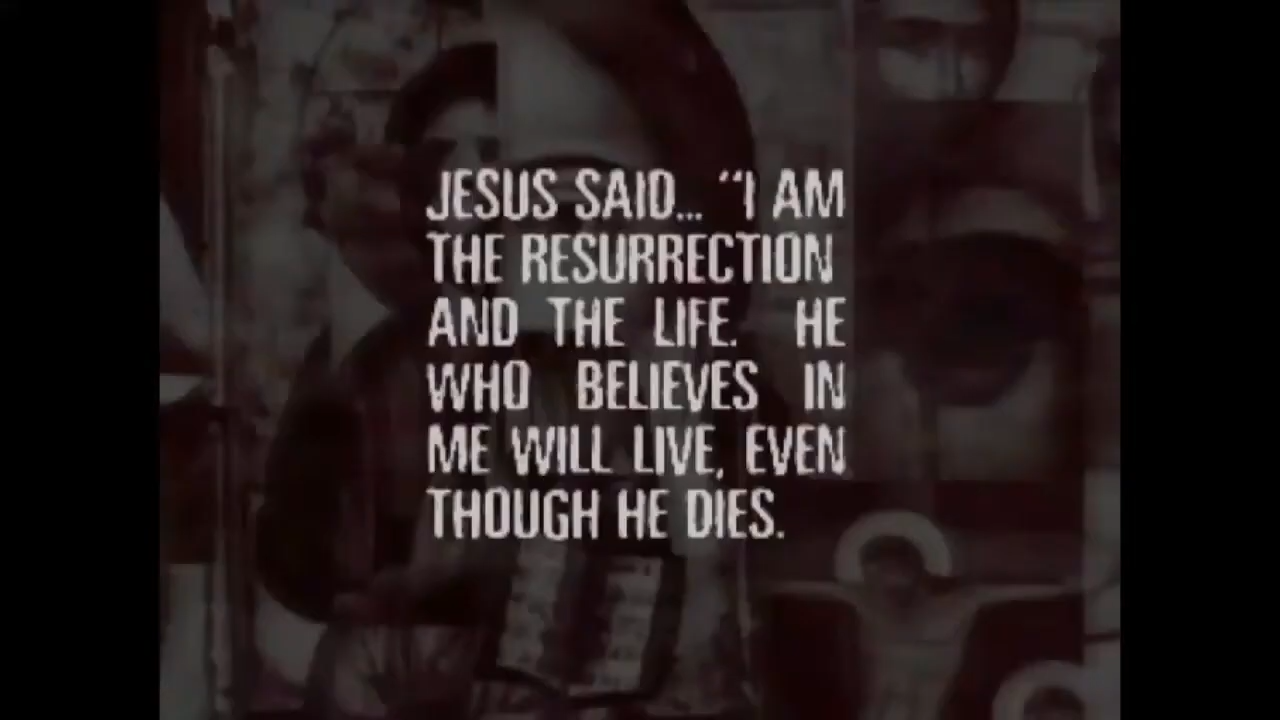 JESUS SAID... “I AM
THE RESURRECTION
AND THE LIFE. HE
WHO BELIEVES IN
ME WILL LIVE, EVEN
THOUGH HE DIES.